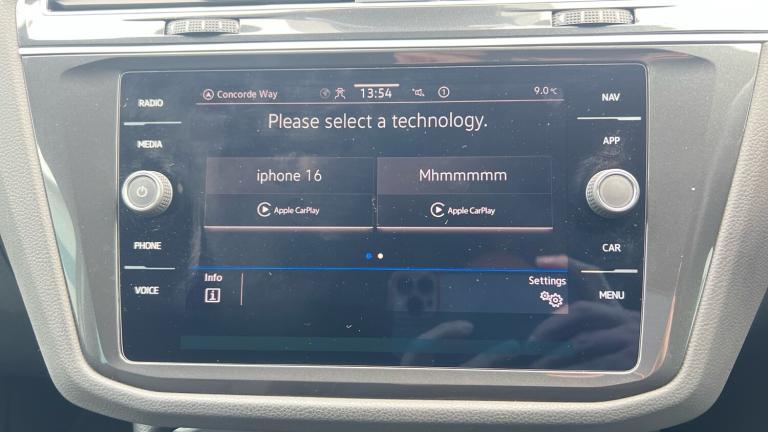 RADIO
MEDIA
PHONE
VOICE
Concorde Way
13:54
1
9.0°C
Please select a technology.
iphone 16
Mhmmmmm
Apple CarPlay
Apple CarPlay
Info
Settings
NAV
APP
CAR
MENU